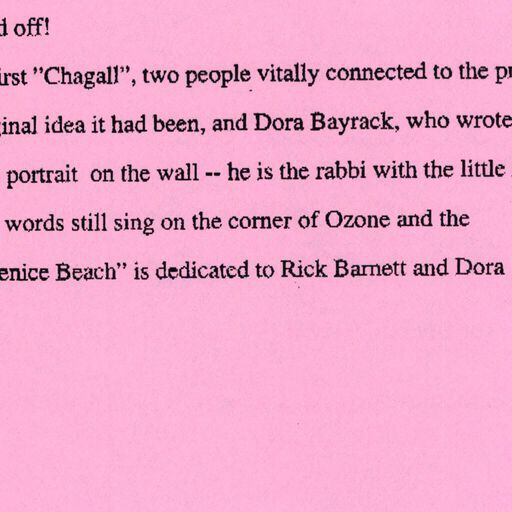 d off!
irst "Chagall", two people vitally connected to the pr
ginal idea it had been, and Dora Bayrack, who wrote
portrait on the wall -- he is the rabbi with the little
words still sing on the corner of Ozone and the
enice Beach" is dedicated to Rick Barnett and Dora